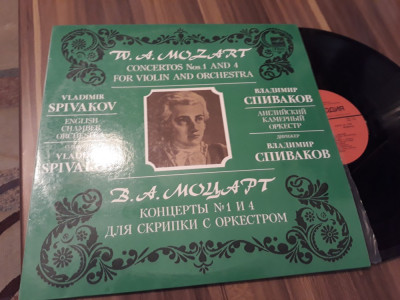 W. A. MOZART
CONCERTOS Nos. 1 AND 4
FOR VIOLIN AND ORCHESTRA
VLADIMIR
SPIVAKOV
ENGLISH
CHAMBER
ORCHESTRA
VLADIMIR
SPIVAKOV
ВЛАДИМИР
СПИВАКОВ
АНГЛИЙСКИЙ
КАМЕРНЫЙ
ОРКЕСТР
ДИРИЖЕР
ВЛАДИМИР
СПИВАКОВ
В. А. МОЦАРТ
КОНЦЕРТЫ №1 И 4
ДЛЯ СКРИПКИ С ОРКЕСТРОМ